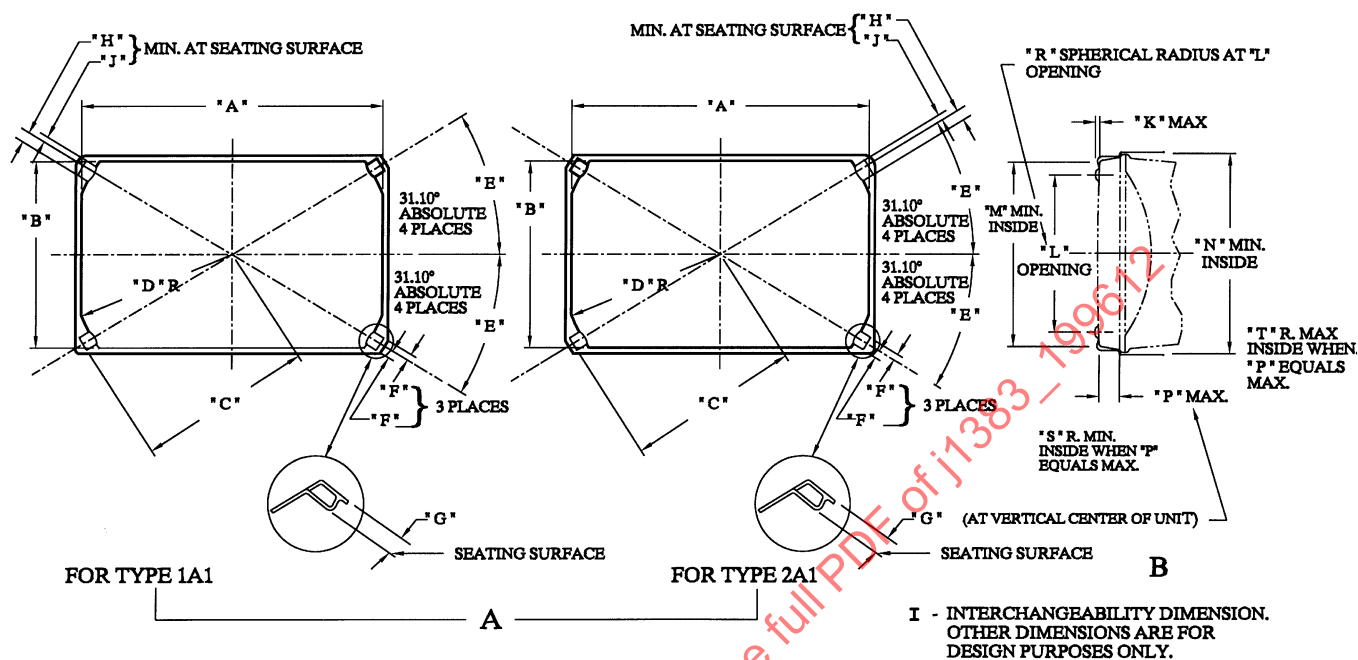 "H"
"J"
} MIN. AT SEATING SURFACE
"A"
"B"
"E"
31.10°
ABSOLUTE
4 PLACES
"D" R
31.10°
ABSOLUTE
4 PLACES
"E"
"C"
"F"
"F"
} 3 PLACES
"G"
SEATING SURFACE
FOR TYPE 1A1
MIN. AT SEATING SURFACE {
"H"
"J"
"A"
"B"
"E"
31.10°
ABSOLUTE
4 PLACES
"D" R
31.10°
ABSOLUTE
4 PLACES
"E"
"C"
"F"
"F"
} 3 PLACES
"G"
SEATING SURFACE
FOR TYPE 2A1
A
"R" SPHERICAL RADIUS AT "L"
OPENING
"K" MAX
"M" MIN.
INSIDE
"L"
OPENING
"N" MIN.
INSIDE
"T" R. MAX
INSIDE WHEN.
"P" EQUALS
MAX.
"P" MAX.
"S" R. MIN.
INSIDE WHEN "P"
EQUALS MAX.
(AT VERTICAL CENTER OF UNIT)
B
I - INTERCHANGEABILITY DIMENSION.
OTHER DIMENSIONS ARE FOR
DESIGN PURPOSES ONLY.
e full PDF of j1383_199612